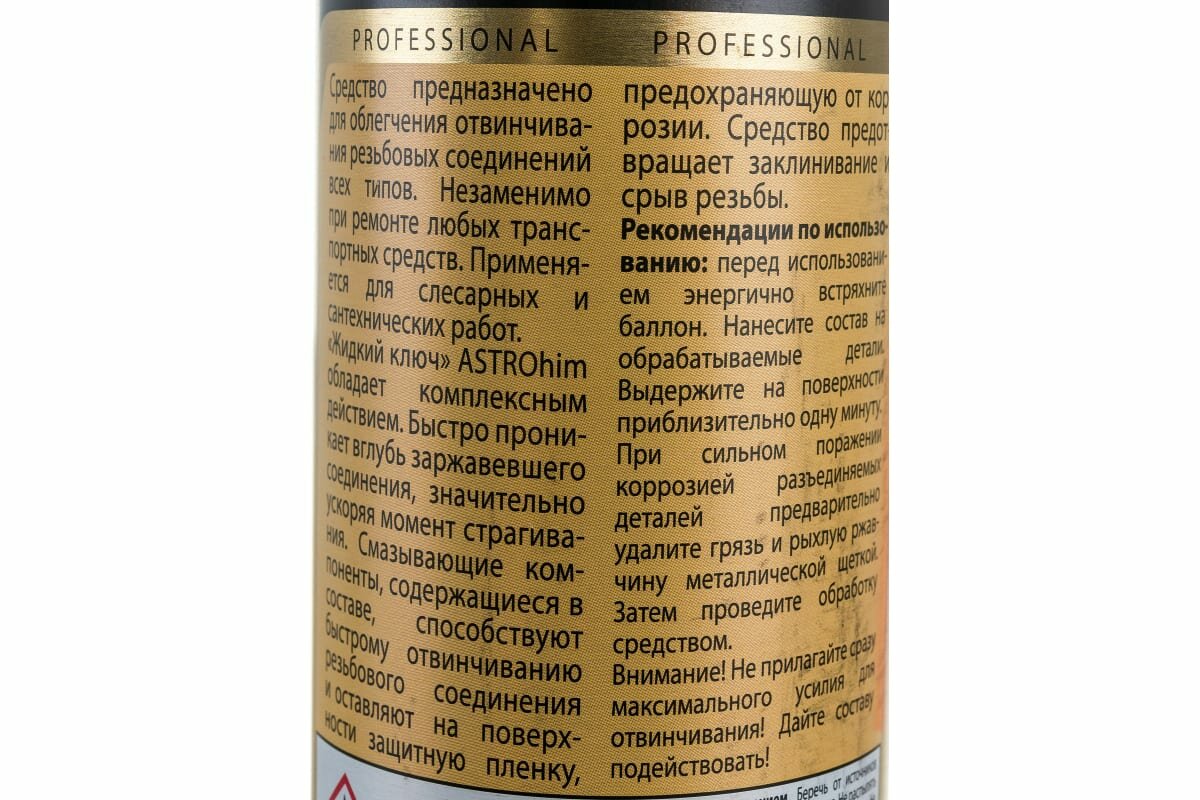 PROFESSIONAL PROFESSIONAL
Средство предназначено
для облегчения отвинчива-
ния резьбовых соединений
всех типов. Незаменимо
при ремонте любых транс-
портных средств. Применя-
ется для слесарных и
сантехнических работ.
«Жидкий ключ» ASTROhim
обладает комплексным
действием. Быстро прони-
кает вглубь заржавевшего
соединения, значительно
ускоряя момент страгива-
ния. Смазывающие ком-
поненты, содержащиеся в
составе, способствуют
быстрому отвинчиванию
резьбового соединения
и оставляют на поверх-
ности защитную пленку,
предохраняющую от кор
розии. Средство предот-
вращает заклинивание и
срыв резьбы.
Рекомендации по использо-
ванию: перед использовани-
ем энергично встряхните
баллон. Нанесите состав на
обрабатываемые детали.
Выдержите на поверхности
приблизительно одну минуту.
При сильном поражении
коррозией разъединяемых
деталей предварительно
удалите грязь и рыхлую ржав-
чину металлической щеткой.
Затем проведите обработку
средством.
Внимание! Не прилагайте сразу
максимального усилия для
отвинчивания! Дайте составу
подействовать!
Беречь от источников
Не распылять